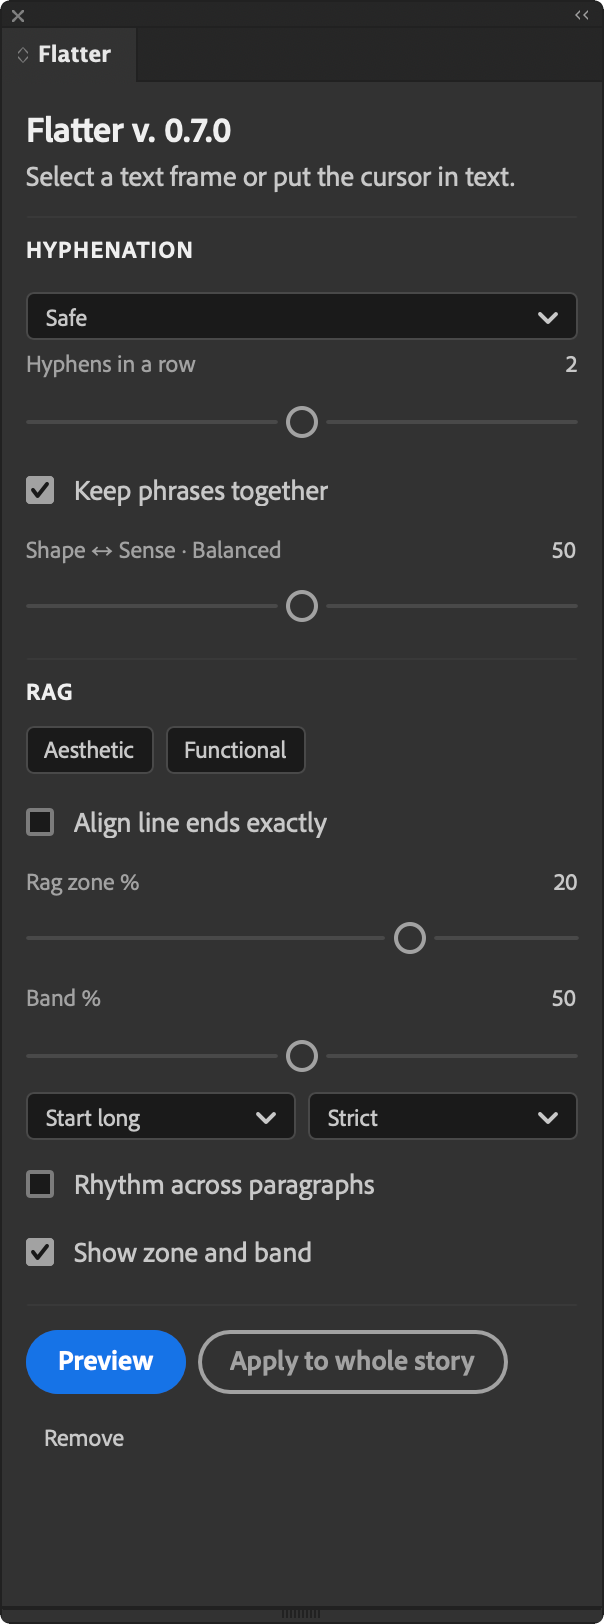 Flatter
Flatter v. 0.7.0
Select a text frame or put the cursor in text.
HYPHENATION
Safe
Hyphens in a row 2
Keep phrases together
Shape ↔ Sense · Balanced 50
RAG
Aesthetic Functional
Align line ends exactly
Rag zone % 20
Band % 50
Start long Strict
Rhythm across paragraphs
Show zone and band
Preview Apply to whole story
Remove